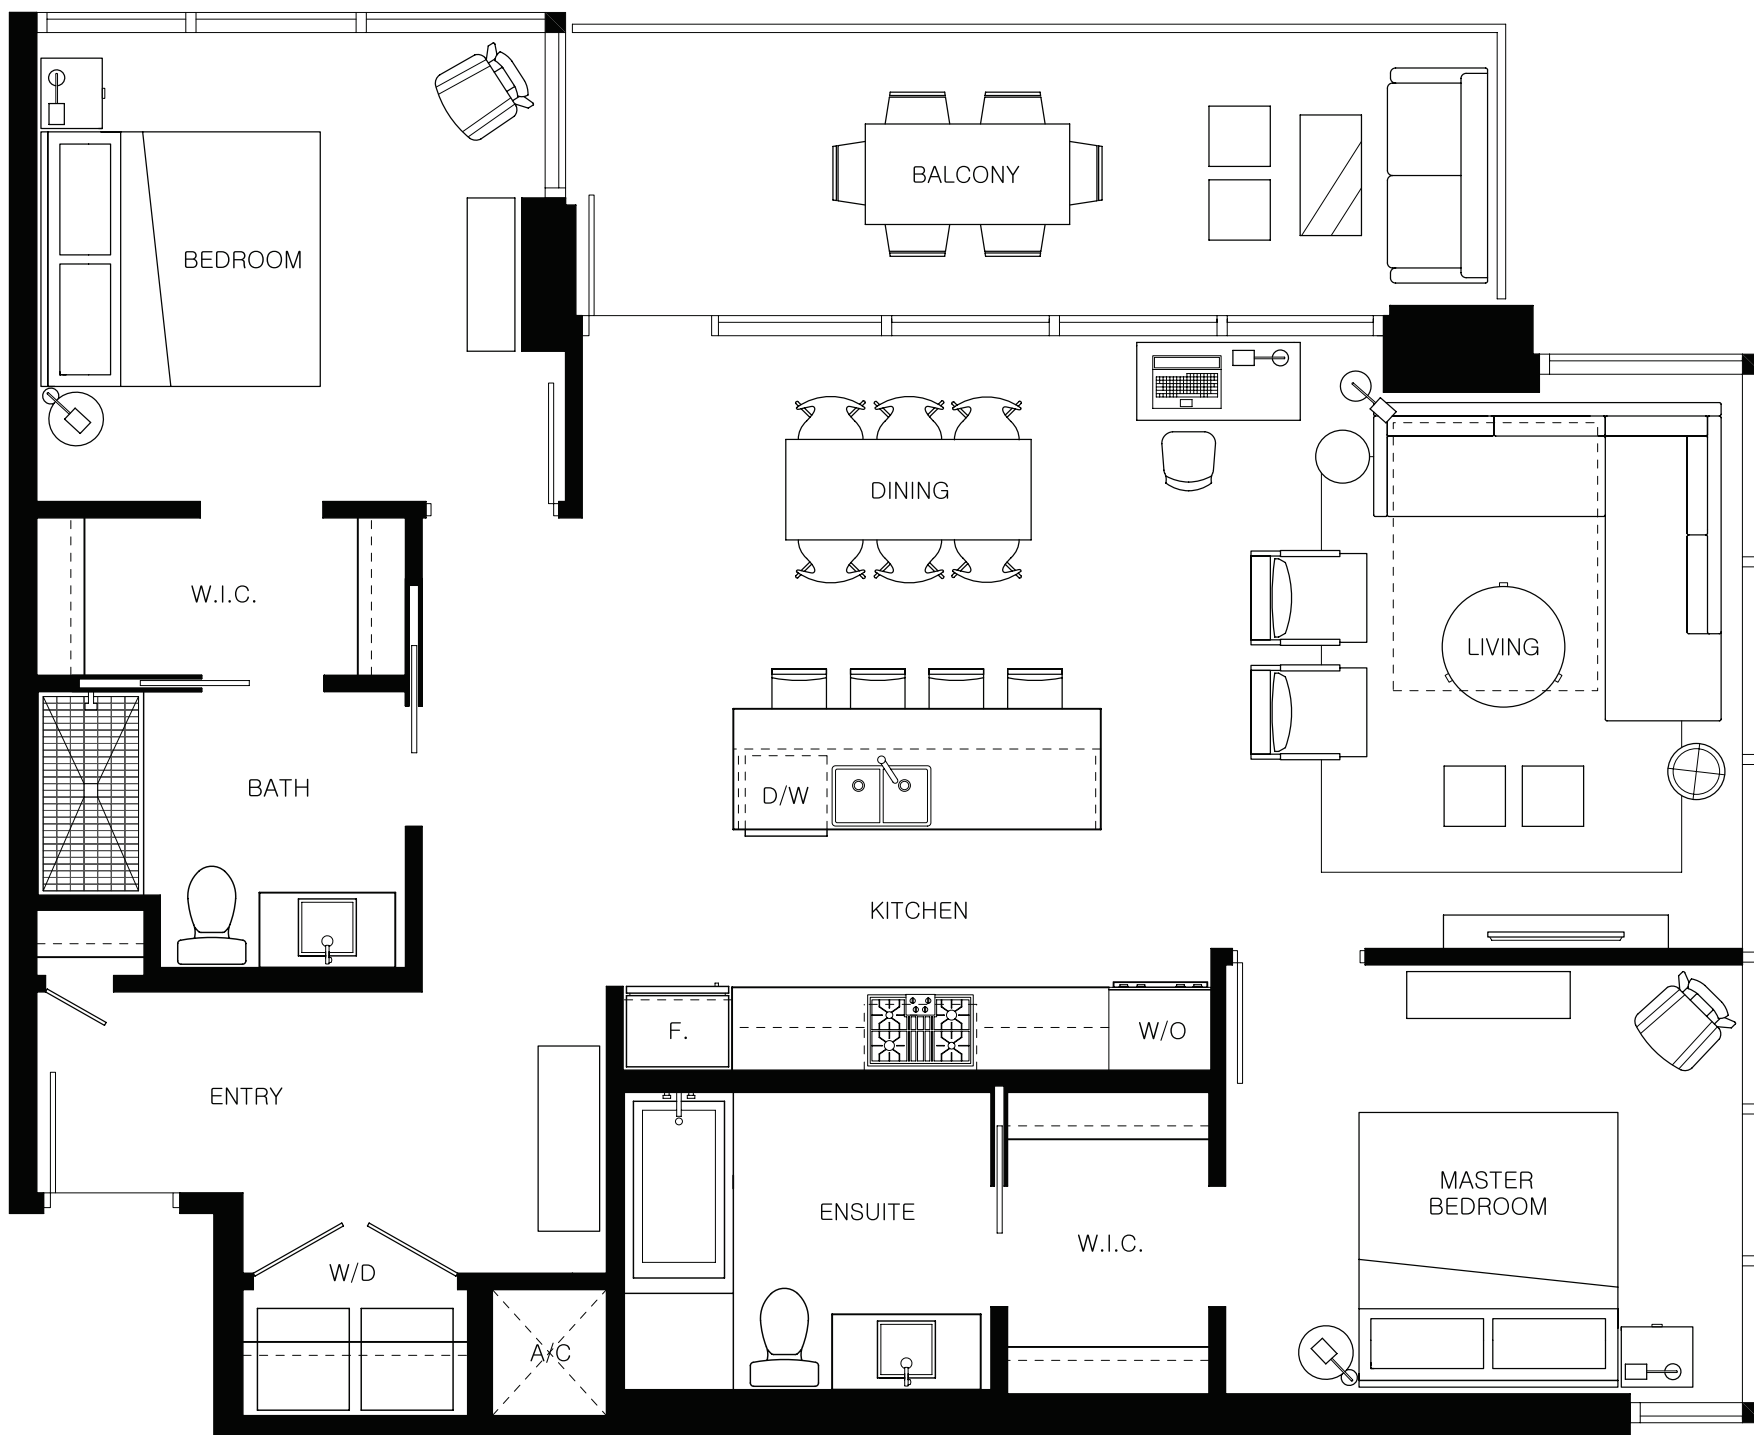 BALCONY
BEDROOM
DINING
W.I.C.
LIVING
BATH
D/W
KITCHEN
F.
W/O
ENTRY
MASTER
BEDROOM
ENSUITE
W.I.C.
W/D
A/C